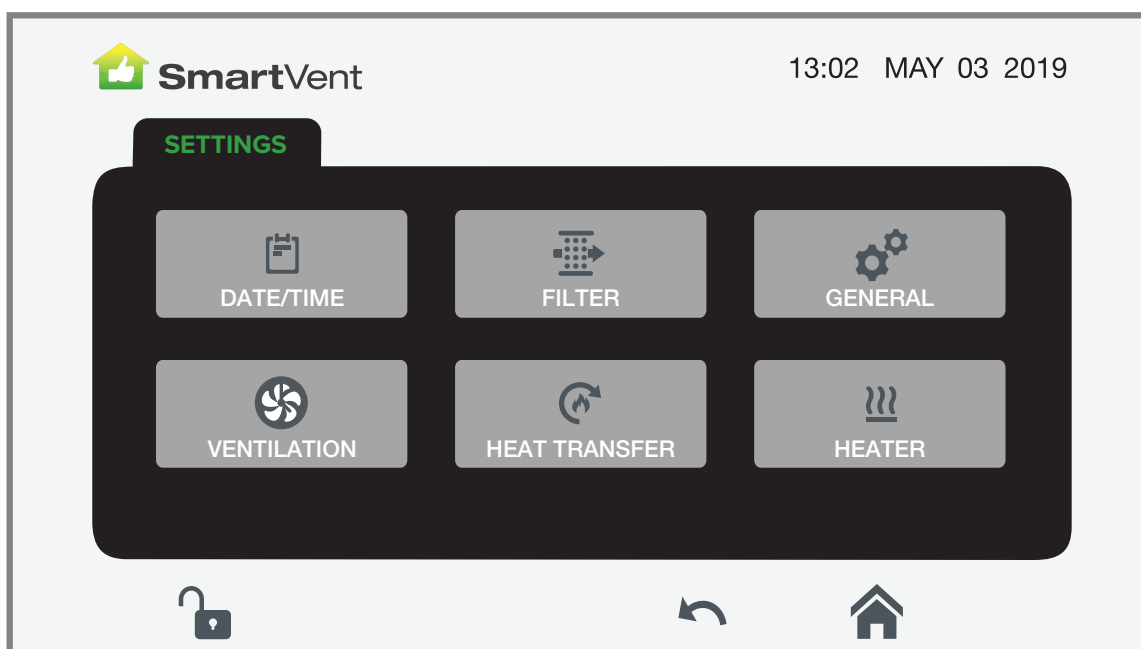 SmartVent
13:02 MAY 03 2019
SETTINGS
DATE/TIME
FILTER
GENERAL
VENTILATION
HEAT TRANSFER
HEATER